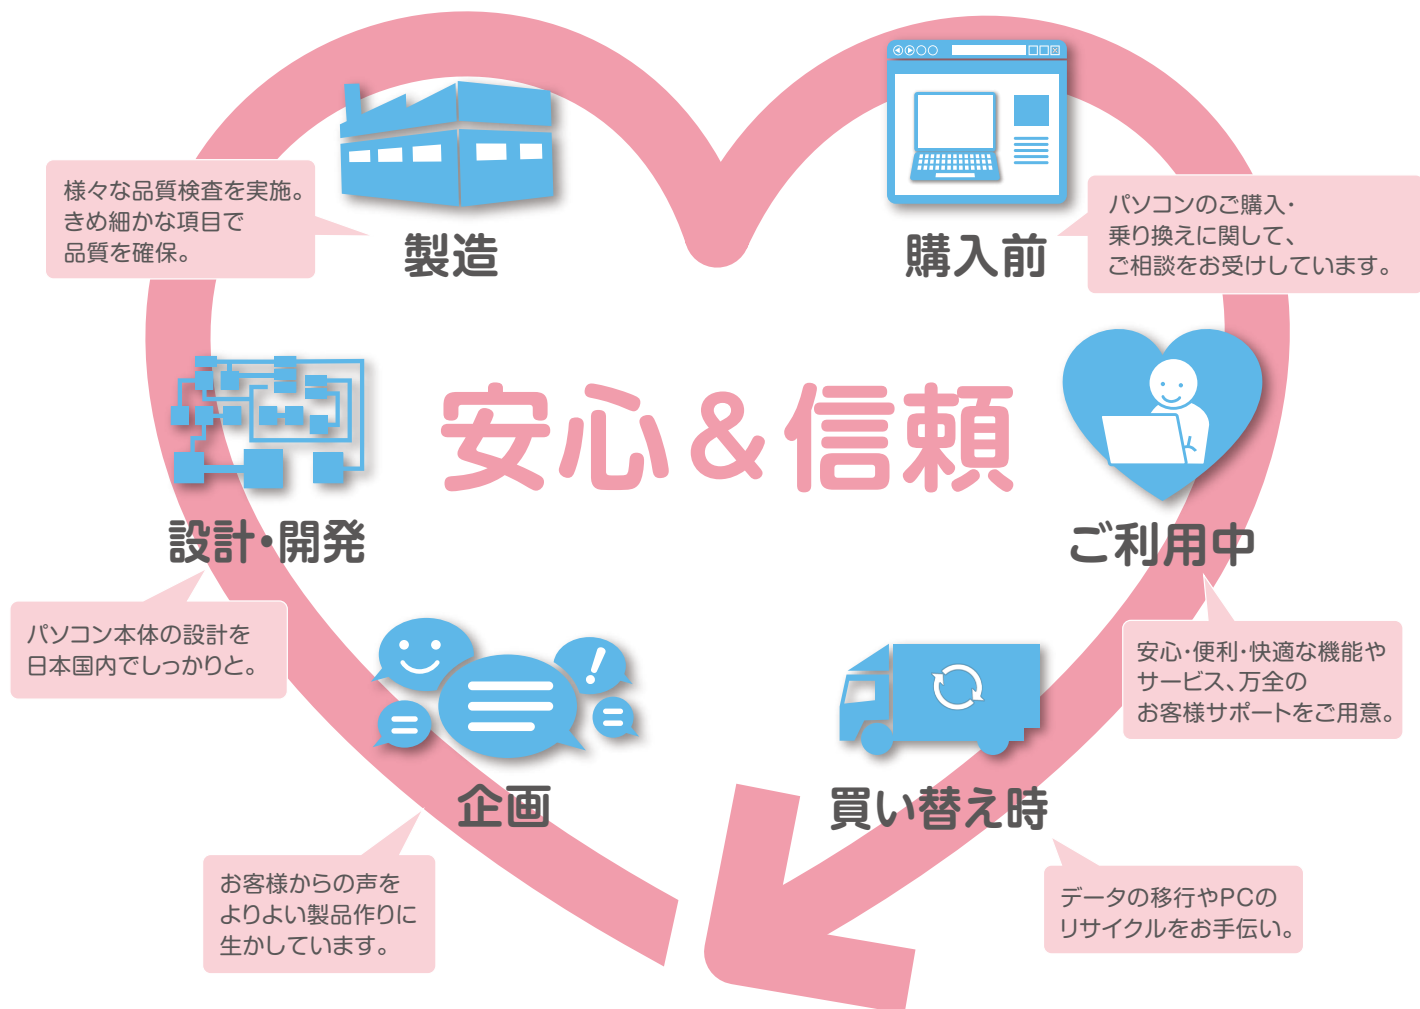 様々な品質検査を実施。
きめ細かな項目で
品質を確保。
製造
購入前
パソコンのご購入・
乗り換えに関して、
ご相談をお受けしています。
安心&信頼
設計・開発
ご利用中
パソコン本体の設計を
日本国内でしっかりと。
安心・便利・快適な機能や
サービス、万全の
お客様サポートをご用意。
企画
買い替え時
お客様からの声を
よりよい製品作りに
生かしています。
データの移行やPCの
リサイクルをお手伝い。